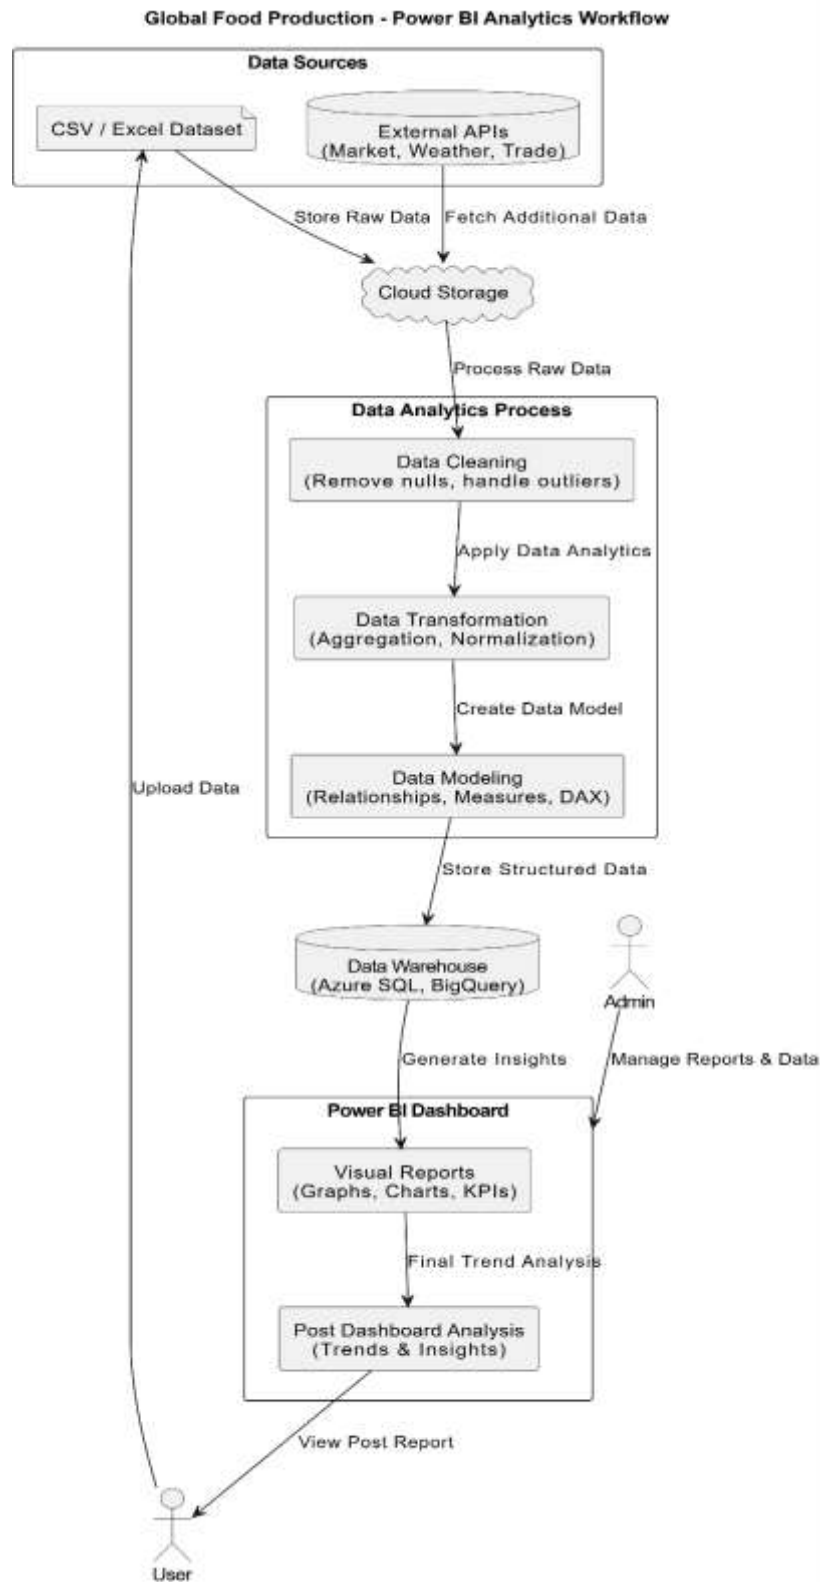 Global Food Production - Power BI Analytics Workflow
Data Sources
CSV / Excel Dataset
External APIs
(Market, Weather, Trade)
Store Raw Data
Fetch Additional Data
Cloud Storage
Process Raw Data
Data Analytics Process
Data Cleaning
(Remove nulls, handle outliers)
Apply Data Analytics
Data Transformation
(Aggregation, Normalization)
Create Data Model
Data Modeling
(Relationships, Measures, DAX)
Upload Data
Store Structured Data
Data Warehouse
(Azure SQL, BigQuery)
Admin
Generate Insights
Manage Reports & Data
Power BI Dashboard
Visual Reports
(Graphs, Charts, KPIs)
Final Trend Analysis
Post Dashboard Analysis
(Trends & Insights)
View Post Report
User